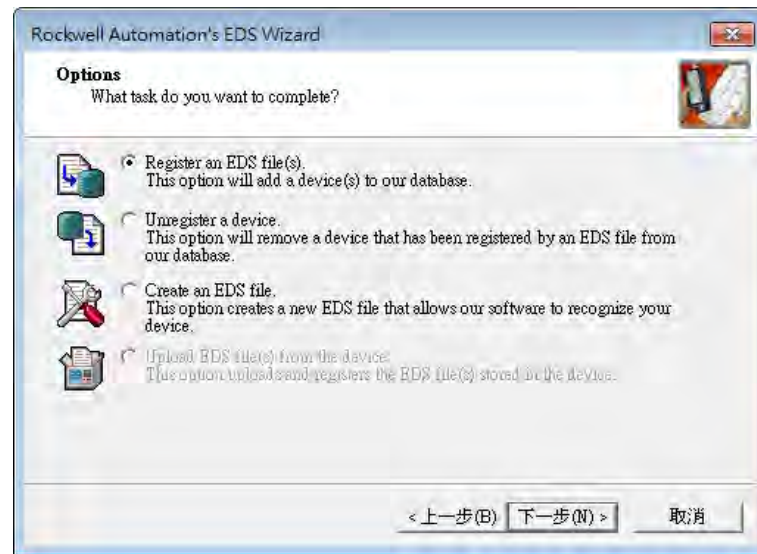 Rockwell Automation's EDS Wizard
Options
What task do you want to complete?
Register an EDS file(s).
This option will add a device(s) to our database.
Unregister a device.
This option will remove a device that has been registered by an EDS file from
our database.
Create an EDS file.
This option creates a new EDS file that allows our software to recognize your
device.
Upload EDS file(s) from the device.
This option uploads and registers the EDS file(s) stored in the device.
<上一步(B)
下一步(N) >
取消